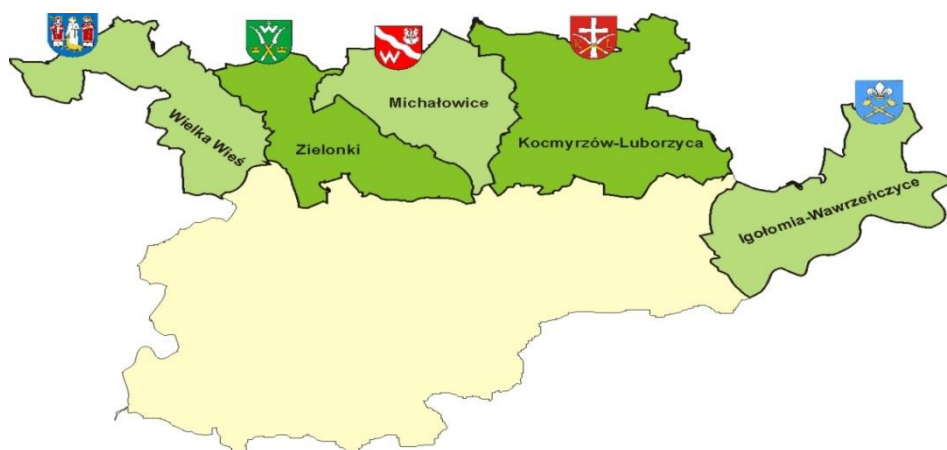 Wielka Wieś
Zielonki
Michałowice
Kocmyrzów-Luborzyca
Igołomia-Wawrzeńczyce
W